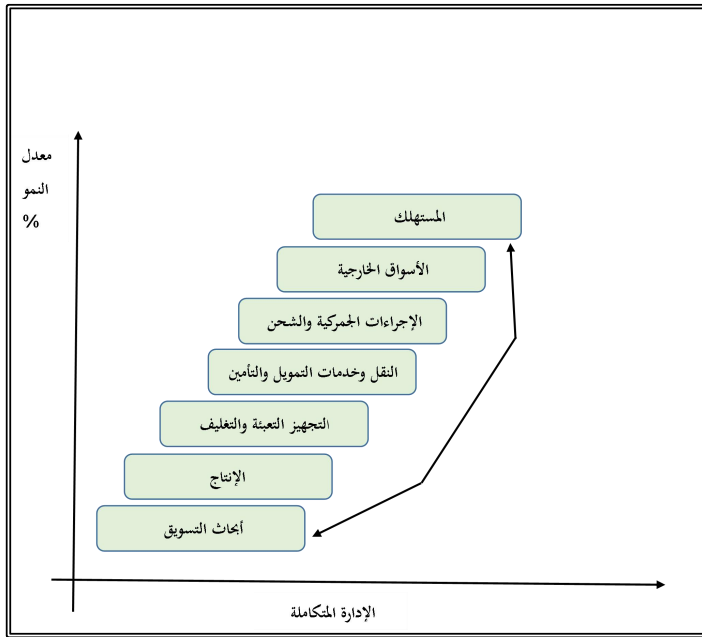 معدل
النمو
%
المستهلك
الأسواق الخارجية
الإجراءات الجمركية والشحن
النقل وخدمات التمويل والتأمين
التجهيز التعبئة والتغليف
الإنتاج
أبحاث التسويق
الإدارة المتكاملة